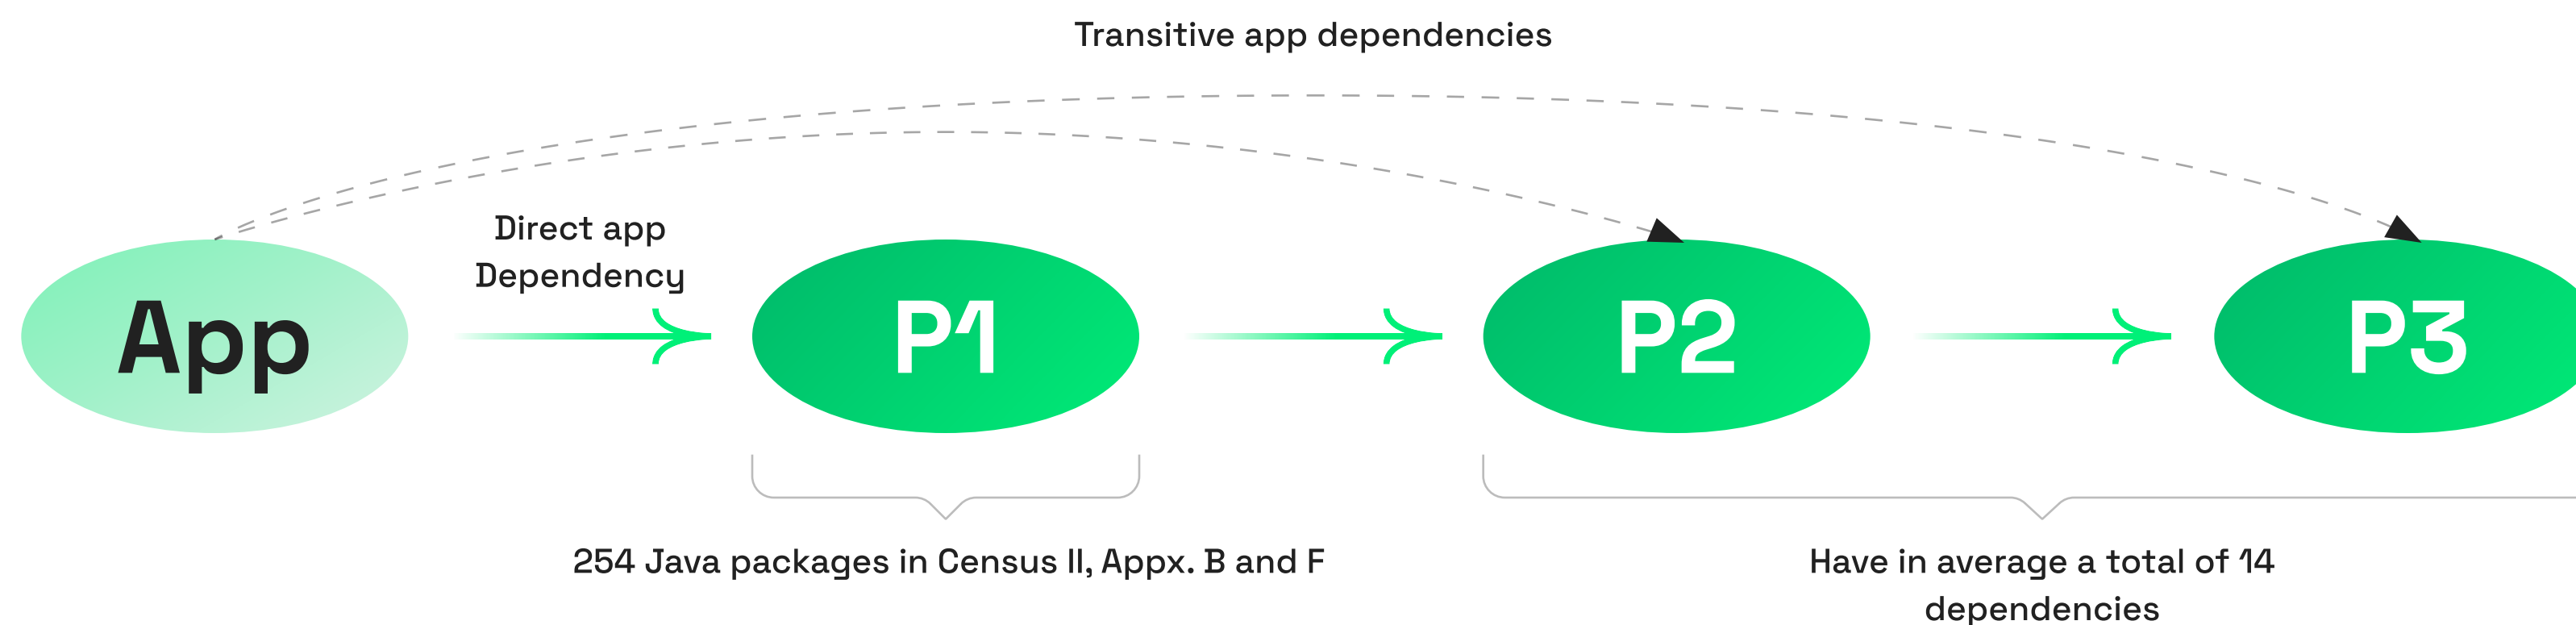 Transitive app dependencies
Direct app
Dependency
App
P1
P2
P3
254 Java packages in Census II, Appx. B and F
Have in average a total of 14
dependencies